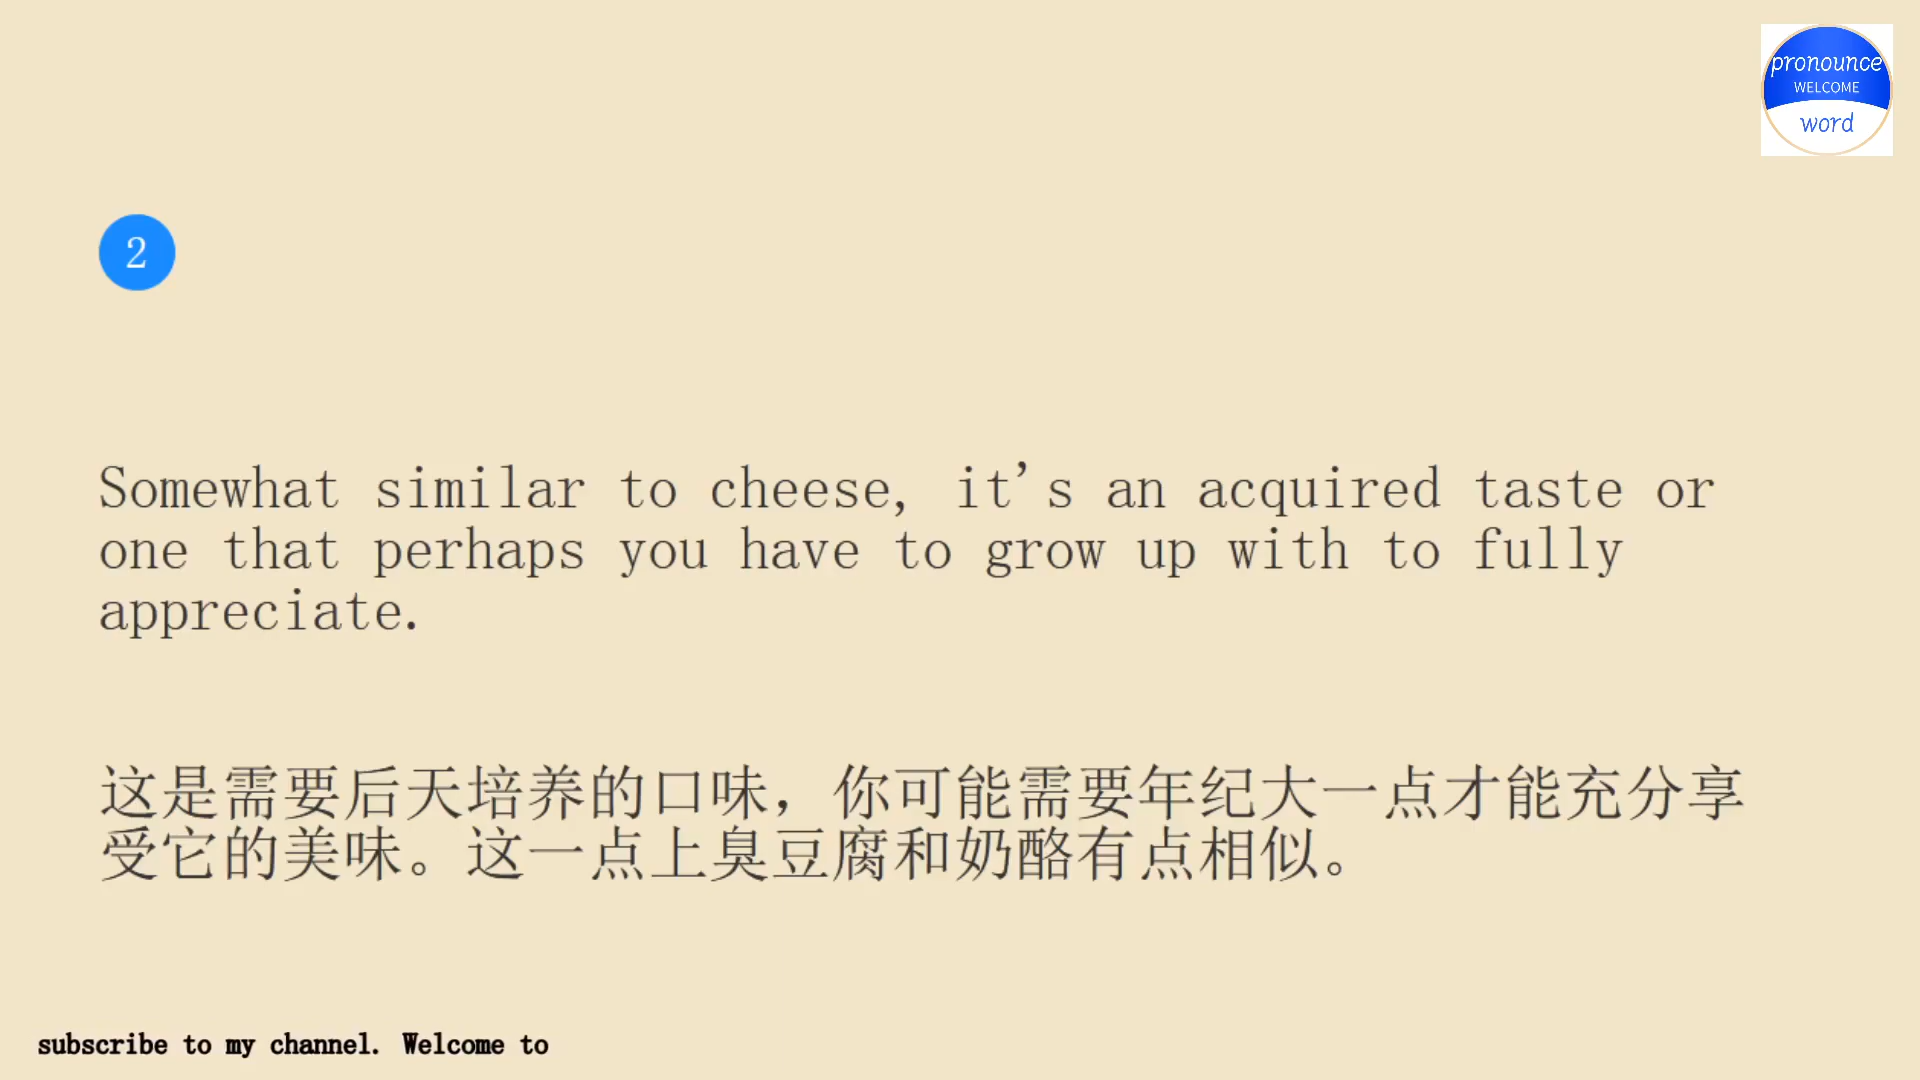 pronounce
WELCOME
word
2
Somewhat similar to cheese, it's an acquired taste or
one that perhaps you have to grow up with to fully
appreciate.
这是需要后天培养的口味，你可能需要年纪大一点才能充分享
受它的美味。这一点上臭豆腐和奶酪有点相似。
subscribe to my channel. Welcome to